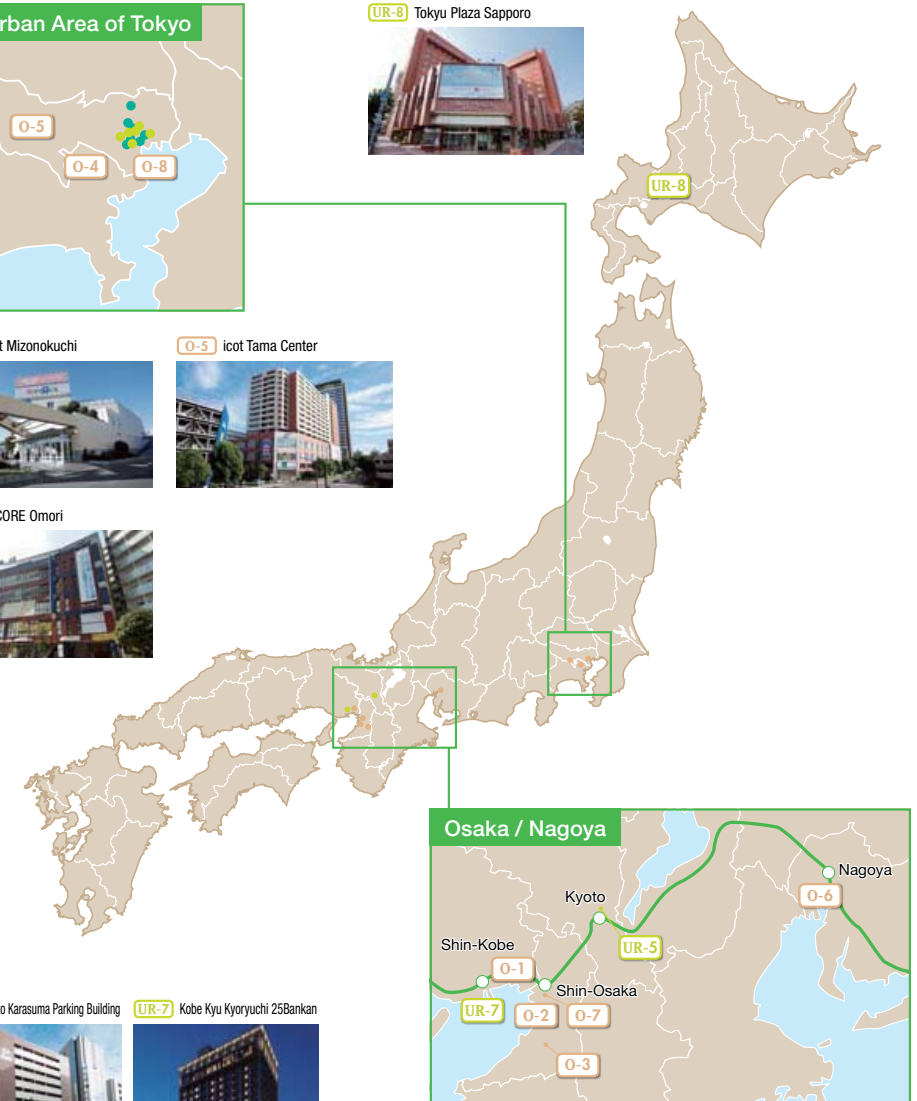 rban Area of Tokyo
O-5
O-4
O-8
UR-8 Tokyu Plaza Sapporo
UR-8
t Mizonokuchi
O-5 icot Tama Center
CORE Omori
Osaka / Nagoya
Nagoya
O-6
Kyoto
UR-5
Shin-Kobe
O-1
Shin-Osaka
UR-7
O-2
O-7
O-3
o Karasuma Parking Building
UR-7 Kobe Kyu Kyoryuchi 25Bankan